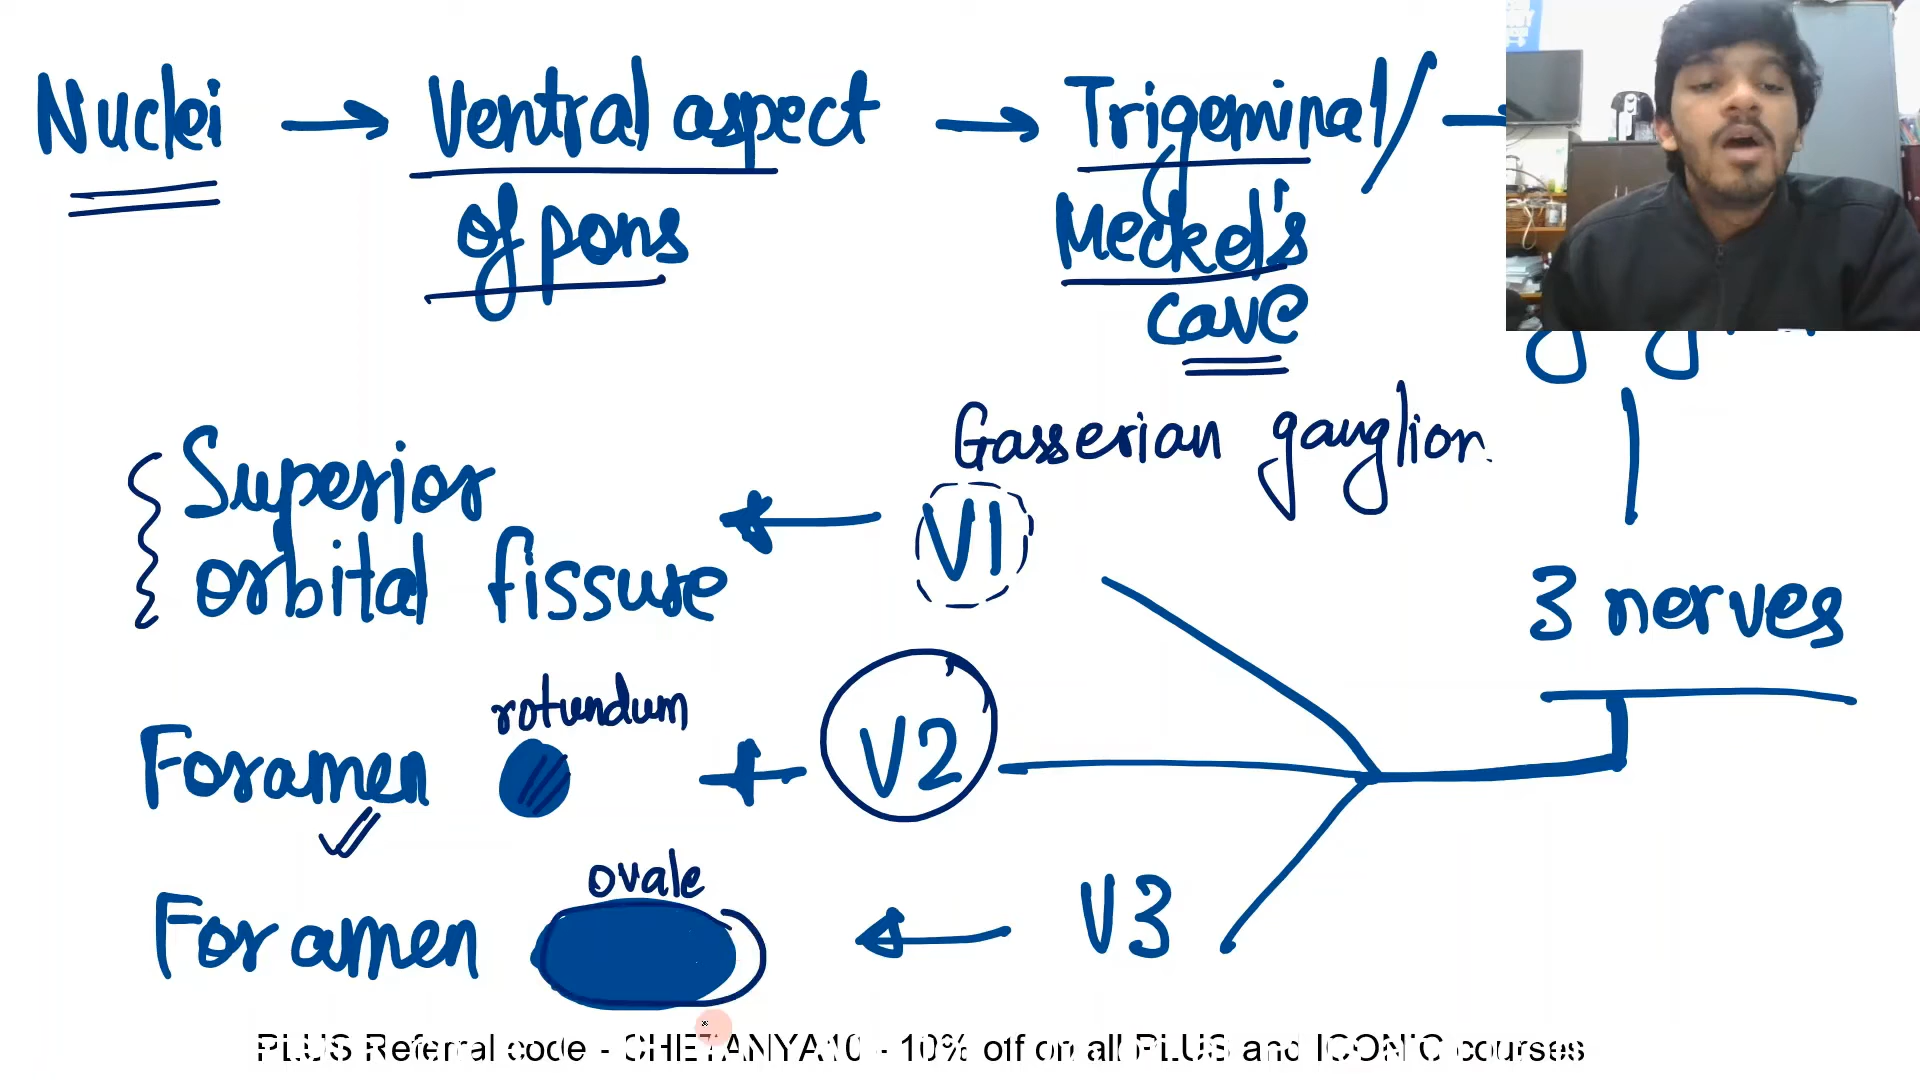 Nuclei → Ventral aspect → Trigeminal/ →
of pons
Meckel's
cave
Gasserian ganglion.
Superior
orbital fissure ← V1
3 nerves
rotundum
Foramen V2
ovale
Foramen ← V3
PLUS Referral code - CHETANYA10 - 10% off on all PLUS and ICONIC courses